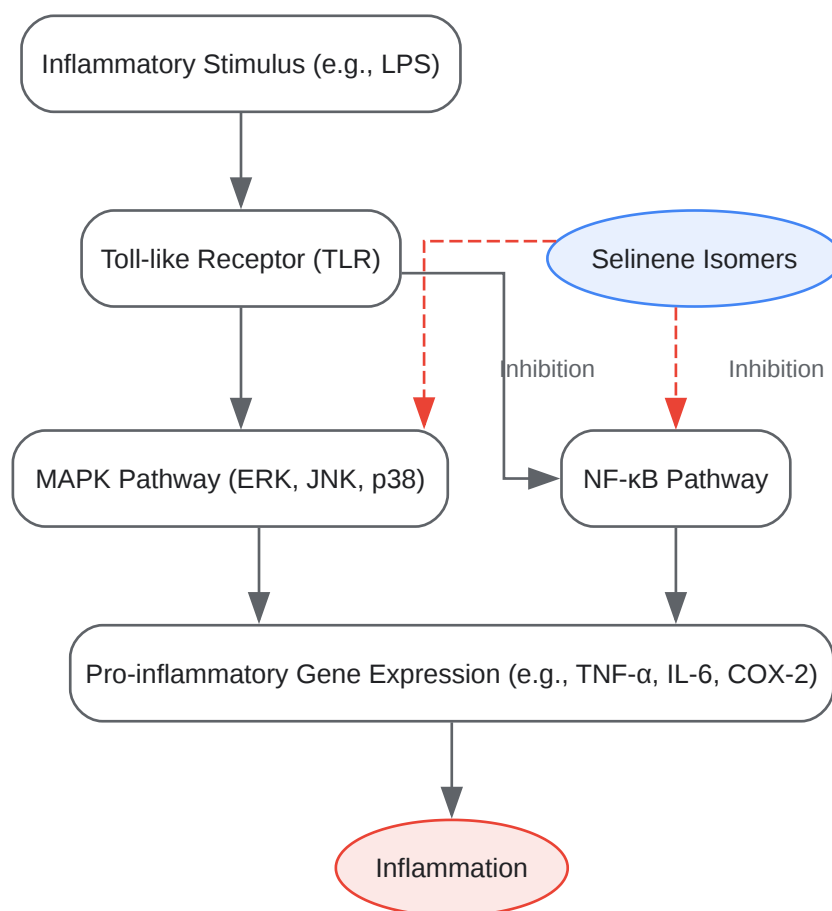 Inflammatory Stimulus (e.g., LPS)
Toll-like Receptor (TLR)
Selinene Isomers
Inhibition
Inhibition
MAPK Pathway (ERK, JNK, p38)
NF-κB Pathway
Pro-inflammatory Gene Expression (e.g., TNF-α, IL-6, COX-2)
Inflammation